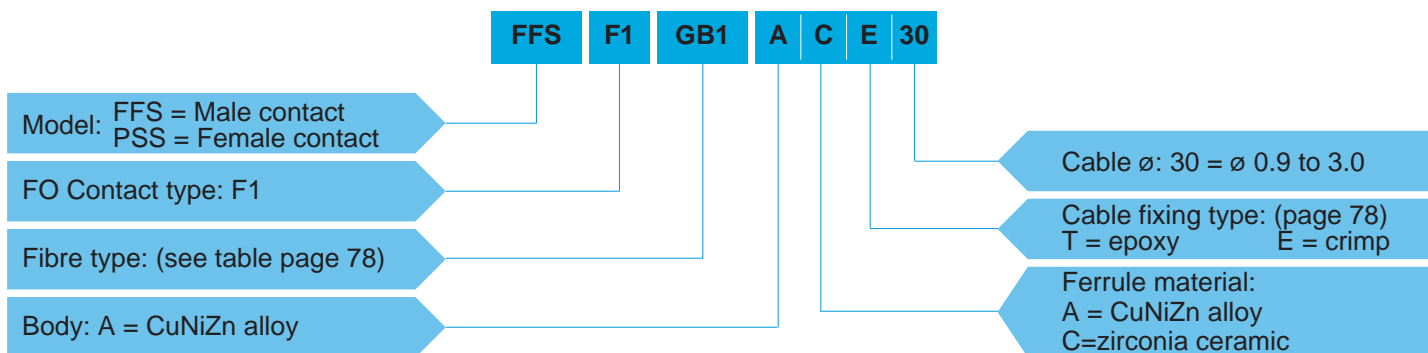 FFS F1 GB1 A C E 30
Model: FFS = Male contact
PSS = Female contact
FO Contact type: F1
Fibre type: (see table page 78)
Body: A = CuNiZn alloy
Cable ø: 30 = ø 0.9 to 3.0
Cable fixing type: (page 78)
T = epoxy E = crimp
Ferrule material:
A = CuNiZn alloy
C=zirconia ceramic